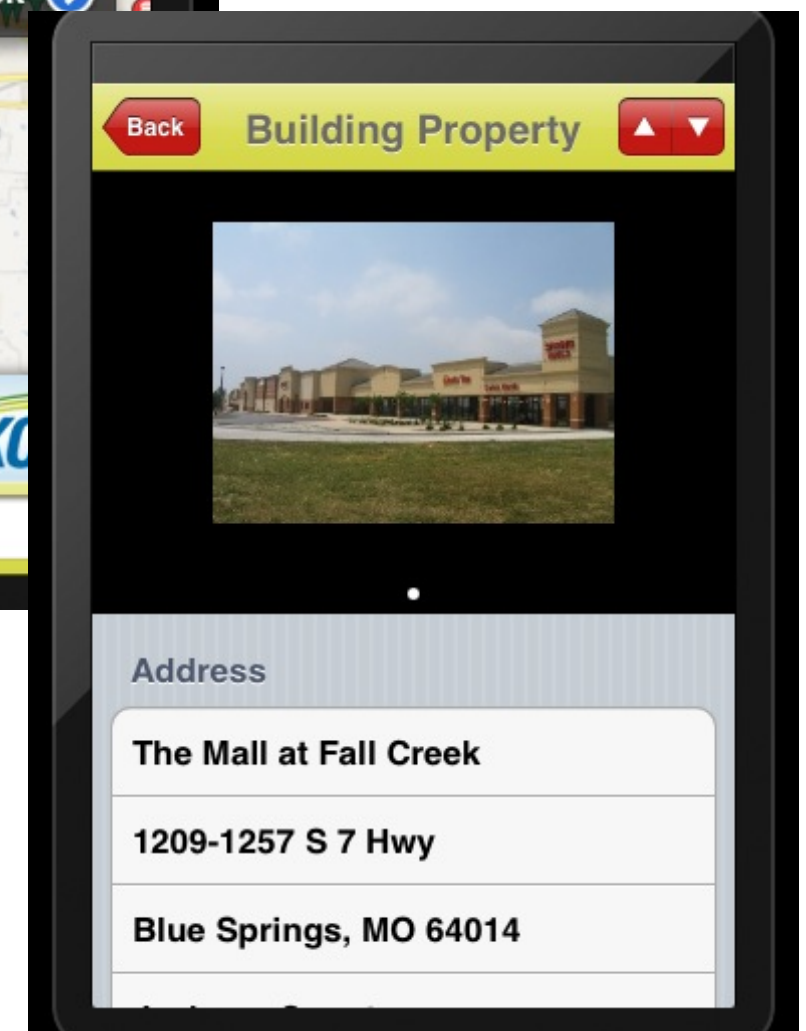 Back
Building Property
Address
The Mall at Fall Creek
1209-1257 S 7 Hwy
Blue Springs, MO 64014